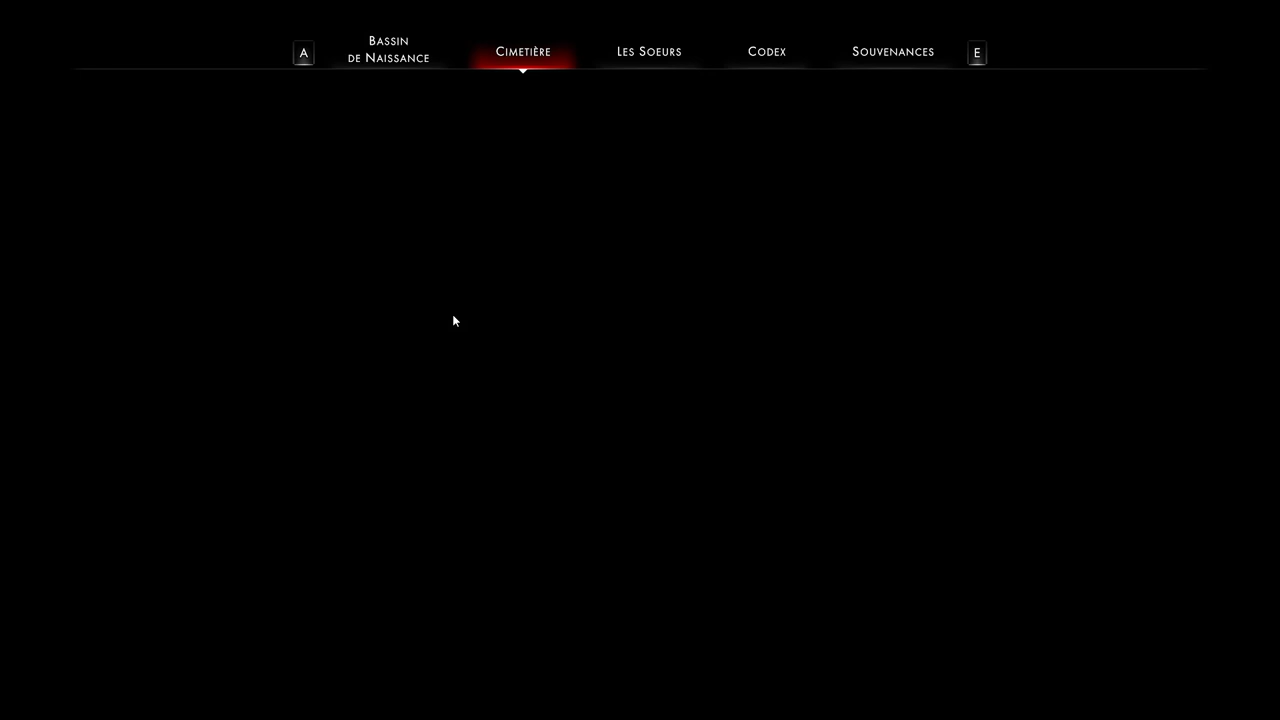 A
Bassin
de Naissance
Cimetière
Les Soeurs
Codex
Souvenances
E